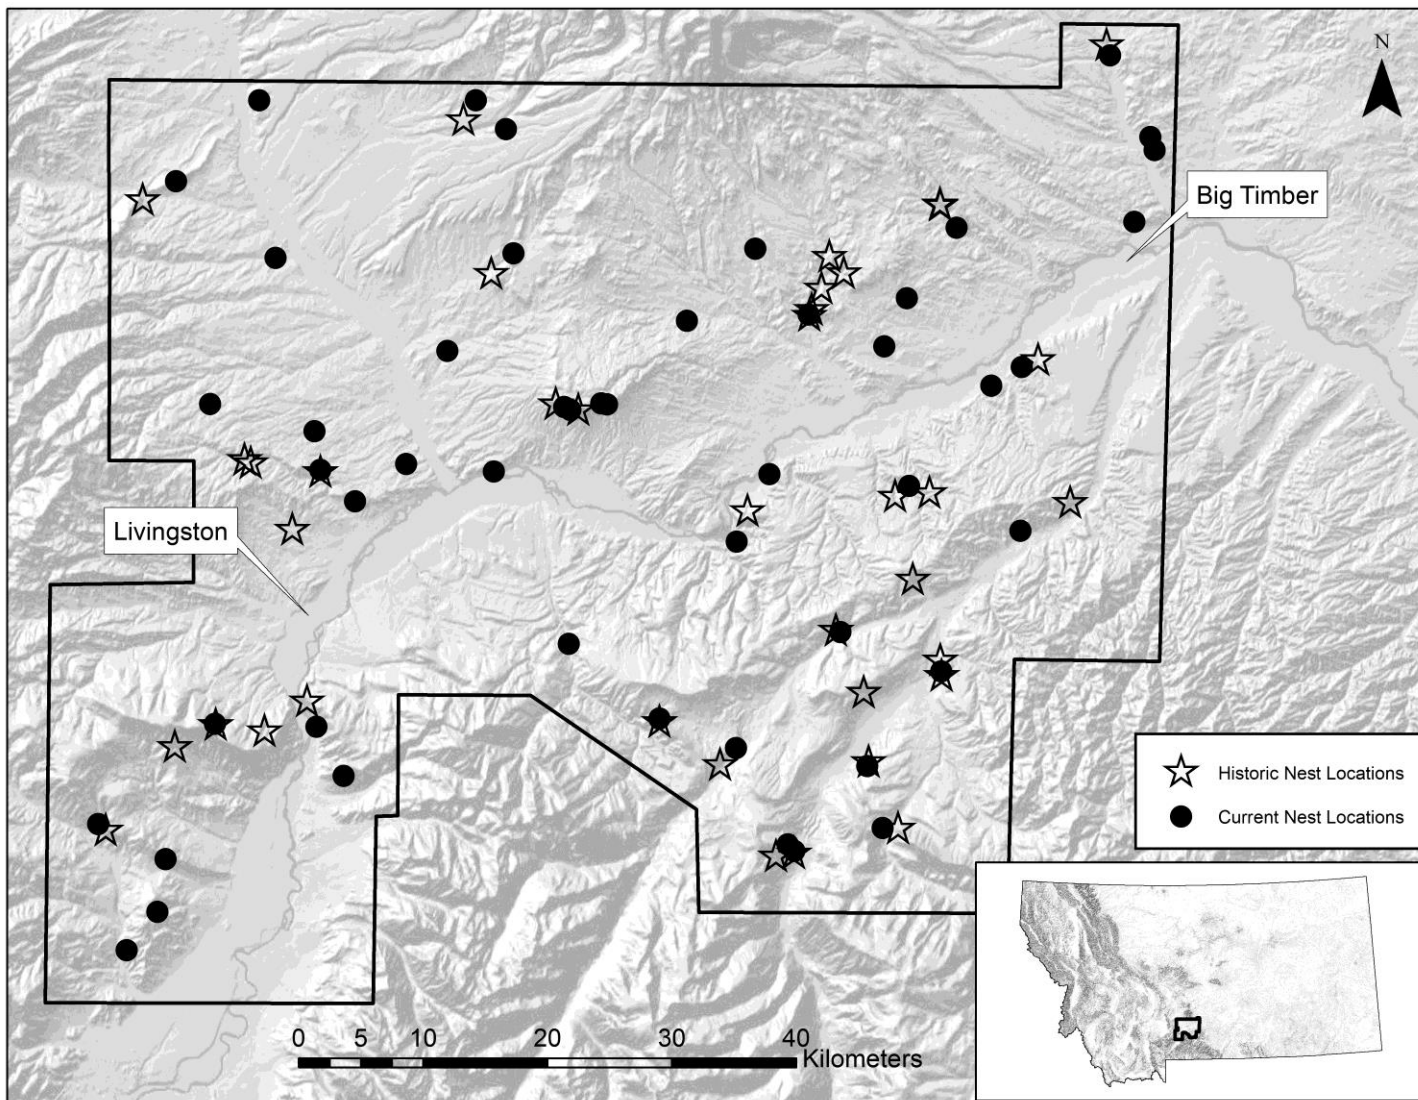 N
Big Timber
Livingston
Historic Nest Locations
Current Nest Locations
0 5 10 20 30 40
Kilometers